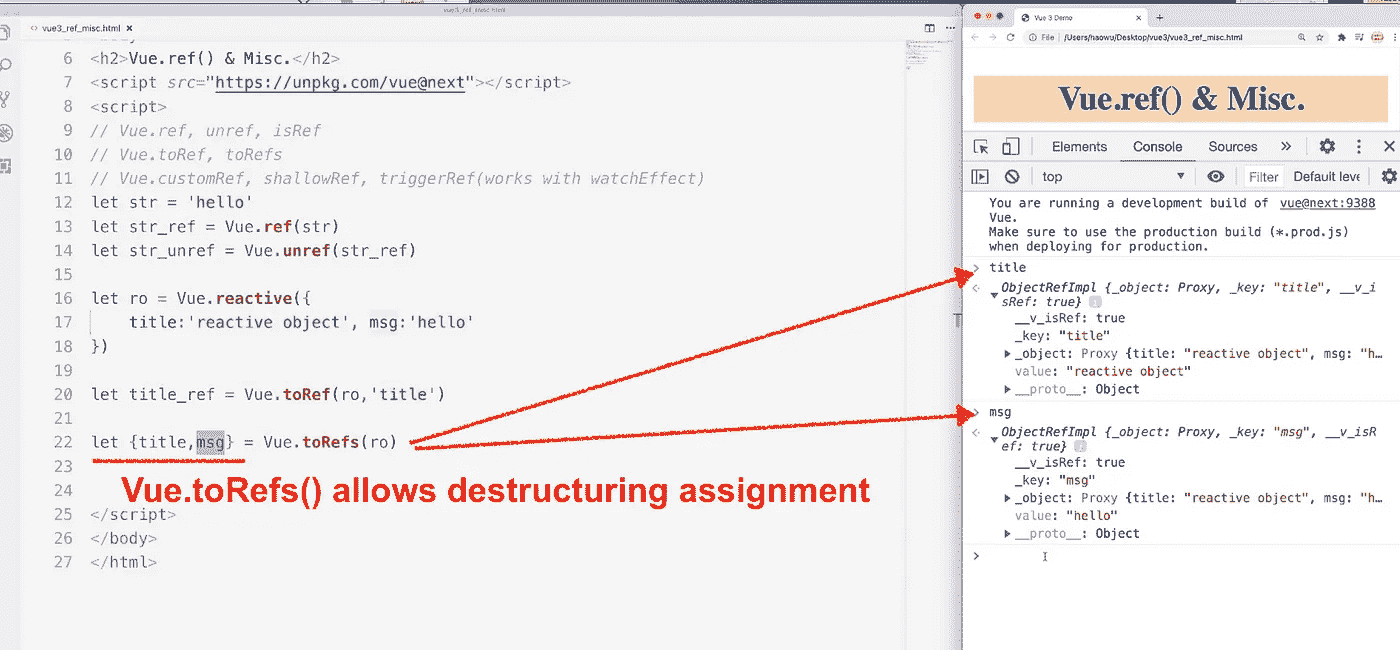 vue3_ref_misc.html
vue3_ref_misc.html ×
6 <h2>Vue.ref() & Misc.</h2>
7 <script src="https://unpkg.com/vue@next"></script>
8 <script>
9 // Vue.ref, unref, isRef
10 // Vue.toRef, toRefs
11 // Vue.customRef, shallowRef, triggerRef(works with watchEffect)
12 let str = 'hello'
13 let str_ref = Vue.ref(str)
14 let str_unref = Vue.unref(str_ref)
15
16 let ro = Vue.reactive({
17 title:'reactive object', msg:'hello'
18 })
19
20 let title_ref = Vue.toRef(ro,'title')
21
22 let {title,msg} = Vue.toRefs(ro)
23
Vue.toRefs() allows destructuring assignment
24
25 </script>
26 </body>
27 </html>
Vue 3 Demo
File | /Users/haowu/Desktop/vue3/vue3_ref_misc.html
Vue.ref() & Misc.
Elements Console Sources »
top Filter Default leve
You are running a development build of vue@next:9388
Vue.
Make sure to use the production build (*.prod.js)
when deploying for production.
> title
ObjectRefImpl {_object: Proxy, _key: "title", __v_i
sRef: true}
__v_isRef: true
_key: "title"
_object: Proxy {title: "reactive object", msg: "h…
value: "reactive object"
__proto__: Object
> msg
ObjectRefImpl {_object: Proxy, _key: "msg", __v_isR
ef: true}
__v_isRef: true
_key: "msg"
_object: Proxy {title: "reactive object", msg: "h…
value: "hello"
__proto__: Object
>